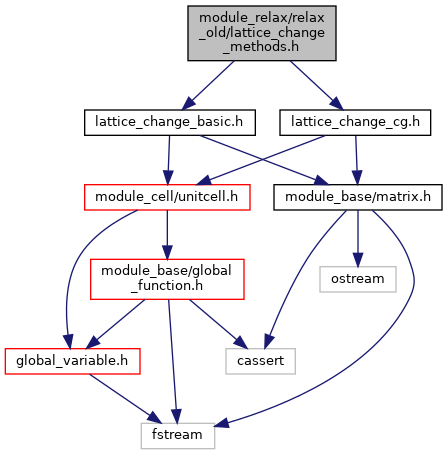 module_relax/relax
_old/lattice_change
_methods.h
lattice_change_basic.h
lattice_change_cg.h
module_cell/unitcell.h
module_base/matrix.h
module_base/global
_function.h
ostream
global_variable.h
cassert
fstream